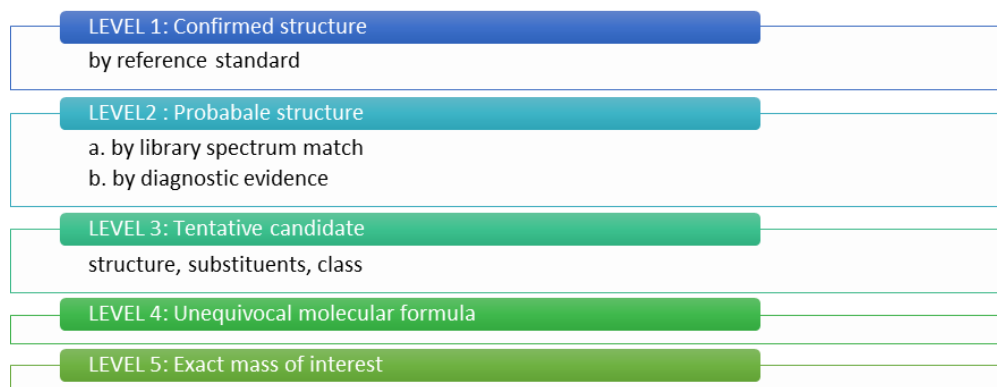 LEVEL 1: Confirmed structure
by reference standard
LEVEL2 : Probabale structure
a. by library spectrum match
b. by diagnostic evidence
LEVEL 3: Tentative candidate
structure, substituents, class
LEVEL 4: Unequivocal molecular formula
LEVEL 5: Exact mass of interest